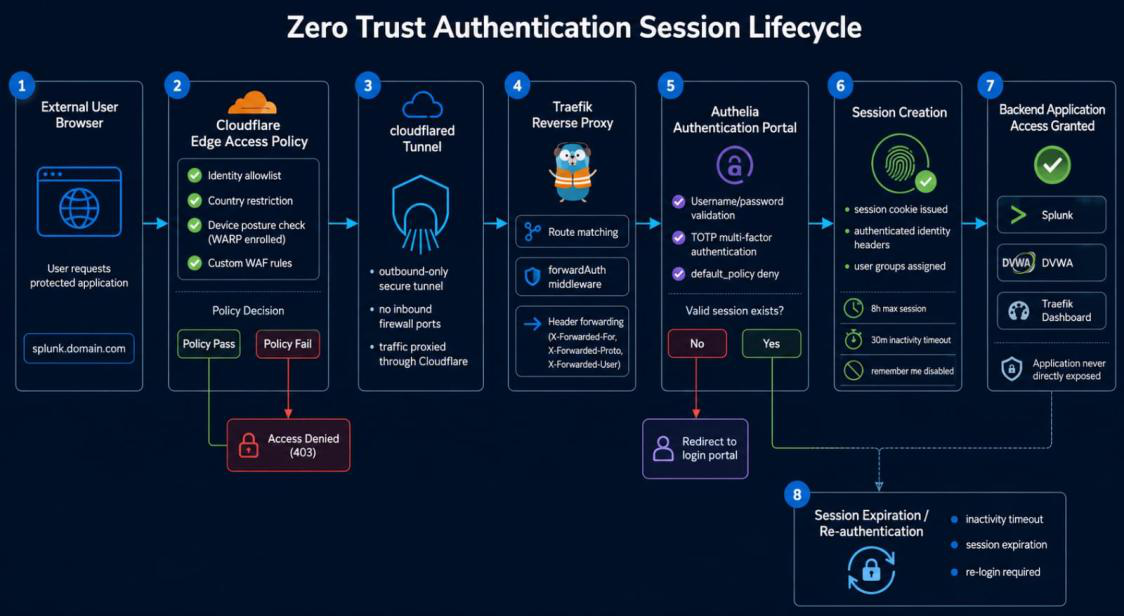 Zero Trust Authentication Session Lifecycle
1
External User
Browser
User requests
protected application
splunk.domain.com
2
Cloudflare
Edge Access Policy
Identity allowlist
Country restriction
Device posture check
(WARP enrolled)
Custom WAF rules
Policy Decision
Policy Pass
Policy Fail
Access Denied
(403)
3
cloudflared
Tunnel
outbound-only
secure tunnel
no inbound
firewall ports
traffic proxied
through Cloudflare
4
Traefik
Reverse Proxy
Route matching
forwardAuth
middleware
Header forwarding
(X-Forwarded-For,
X-Forwarded-Proto,
X-Forwarded-User)
5
Authelia
Authentication Portal
a
Username/password
validation
TOTP multi-factor
authentication
default_policy deny
Valid session exists?
No
Yes
Redirect to
login portal
6
Session Creation
session cookie issued
authenticated identity
headers
user groups assigned
8h max session
30m inactivity timeout
remember me disabled
7
Backend Application
Access Granted
Splunk
DVWA DVWA
Traefik
Dashboard
Application never
directly exposed
8
Session Expiration /
Re-authentication
inactivity timeout
session expiration
re-login required